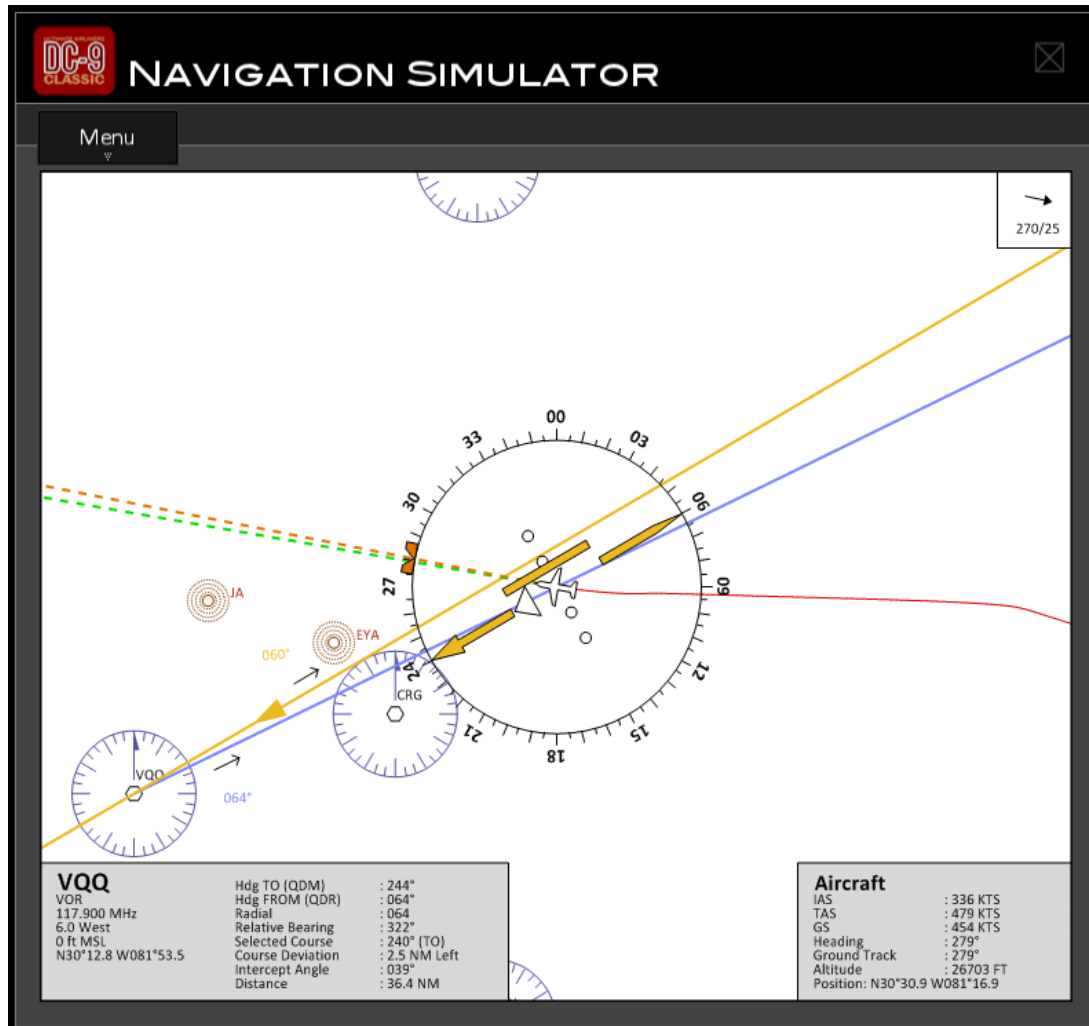 ULTIMATE AIRLINERS
DC-9
CLASSIC
NAVIGATION SIMULATOR
Menu
270/25
00
03
06
09
12
15
18
21
24
27
30
33
JA
EYA
060°
CRG
VQQ
064°
VQQ
VOR
117.900 MHz
6.0 West
0 ft MSL
N30°12.8 W081°53.5
Hdg TO (QDM) : 244°
Hdg FROM (QDR) : 064°
Radial : 064
Relative Bearing : 322°
Selected Course : 240° (TO)
Course Deviation : 2.5 NM Left
Intercept Angle : 039°
Distance : 36.4 NM
Aircraft
IAS : 336 KTS
TAS : 479 KTS
GS : 454 KTS
Heading : 279°
Ground Track : 279°
Altitude : 26703 FT
Position: N30°30.9 W081°16.9